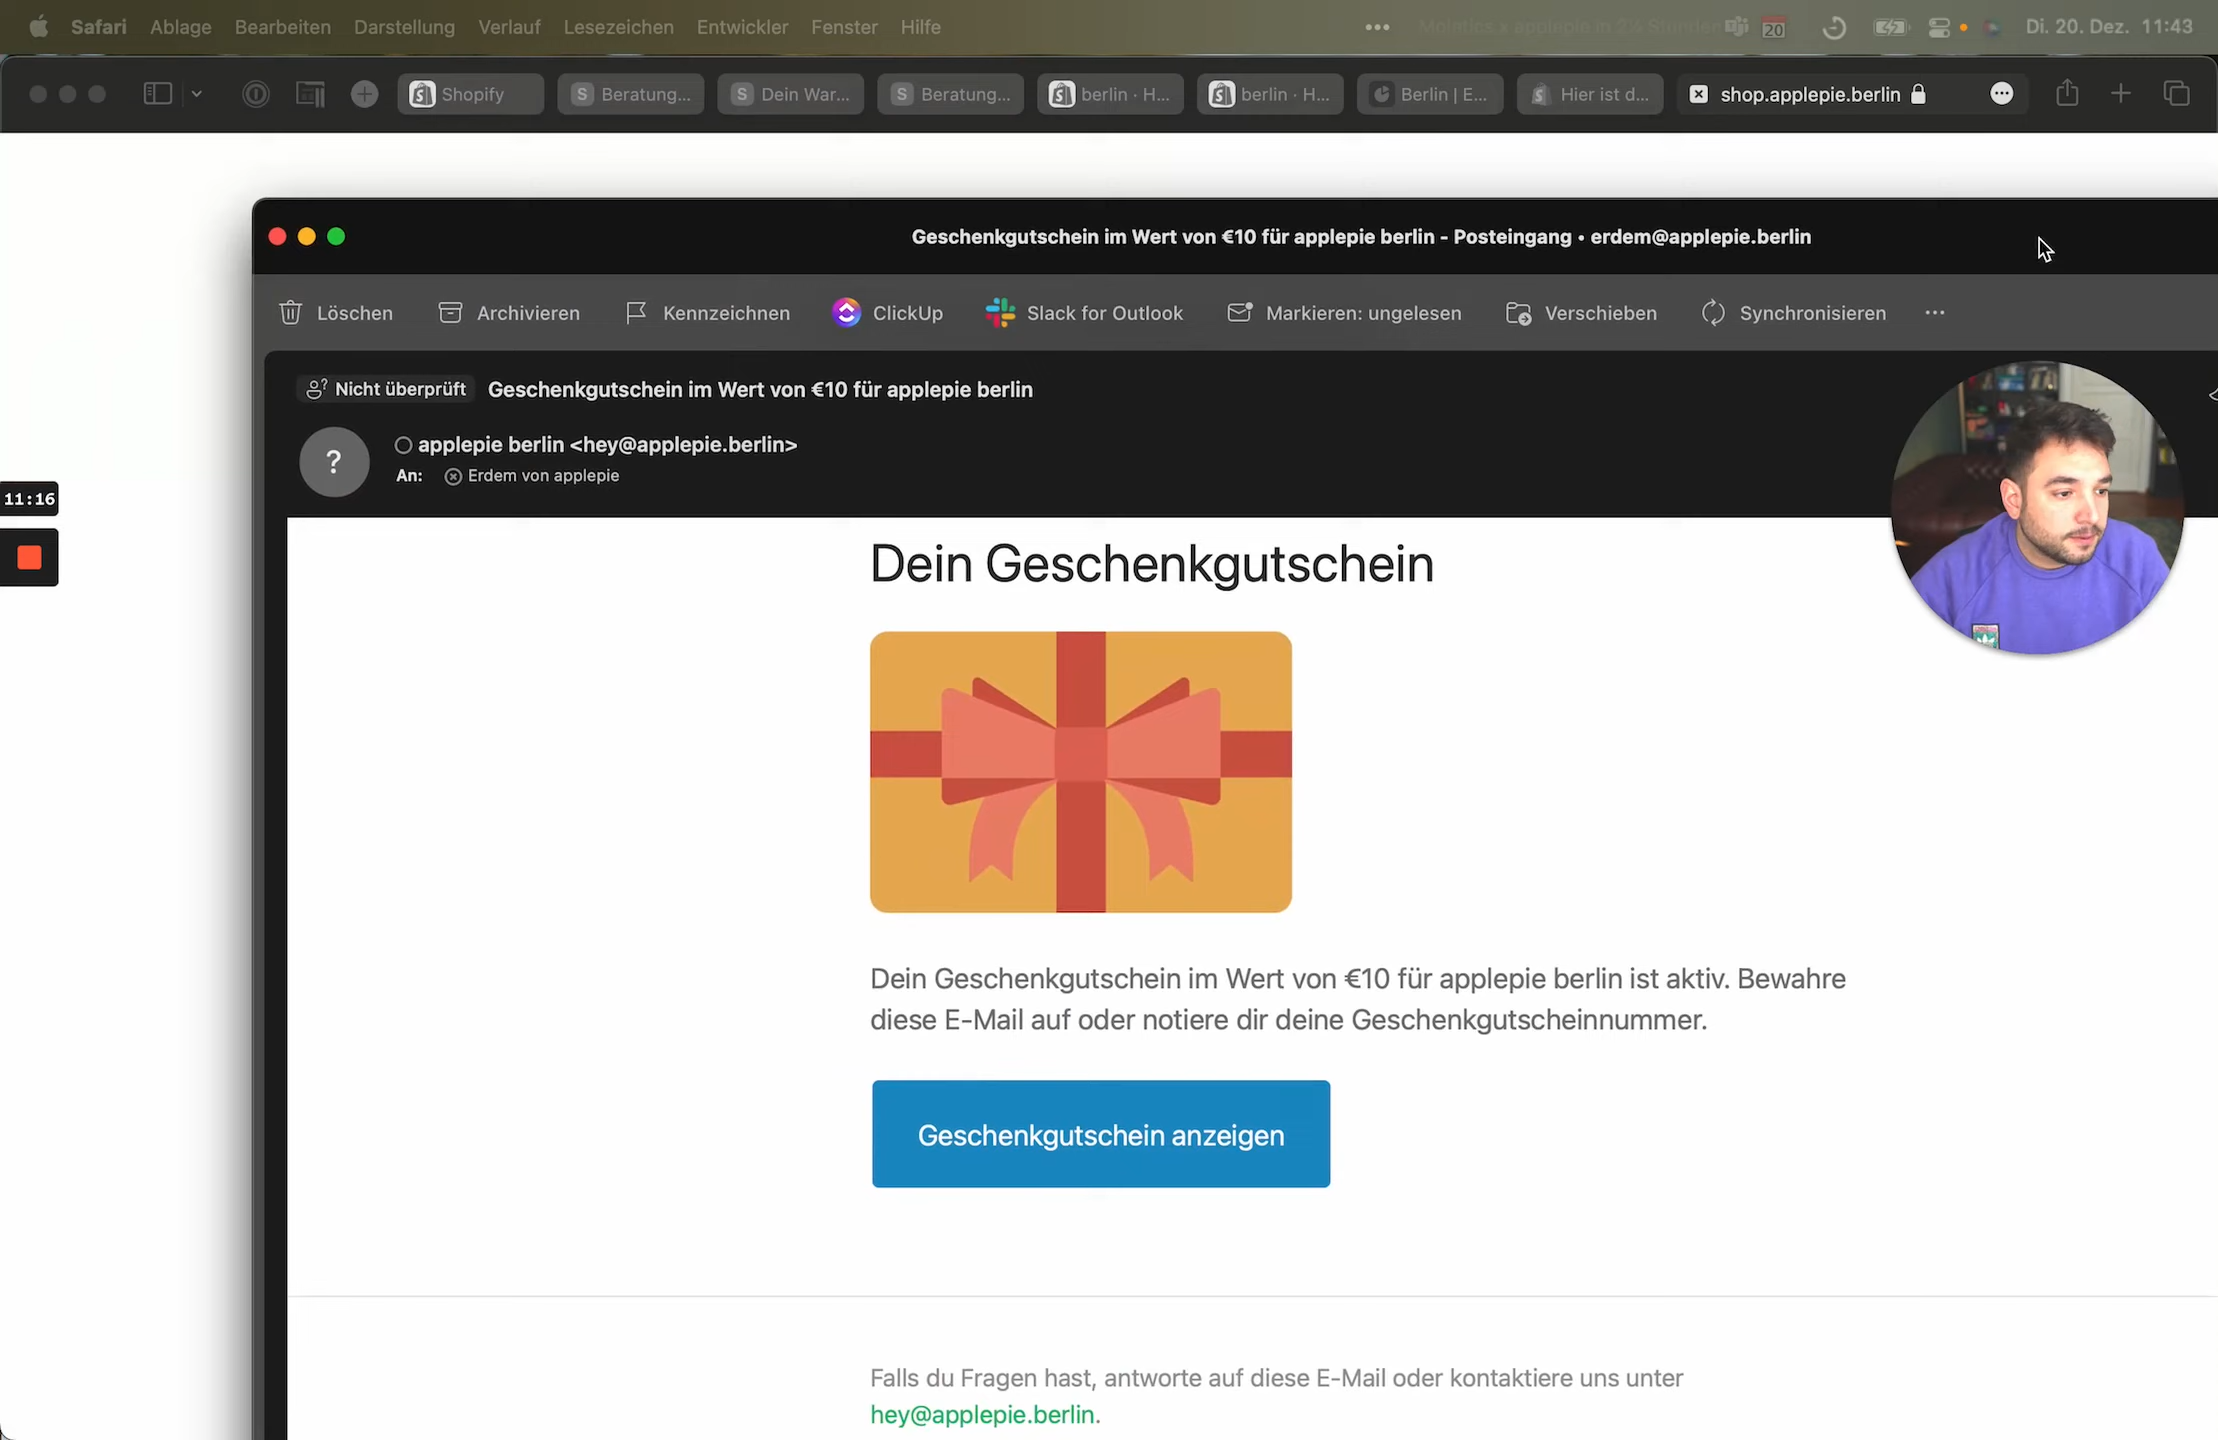 Safari Ablage Bearbeiten Darstellung Verlauf Lesezeichen Entwickler Fenster Hilfe
20 Di. 20. Dez. 11:43
Shopify Beratung... Dein War... Beratung... berlin · H... berlin · H... Berlin | E... Hier ist d... shop.applepie.berlin
Geschenkgutschein im Wert von €10 für applepie berlin - Posteingang • erdem@applepie.berlin
Löschen Archivieren Kennzeichnen ClickUp Slack for Outlook Markieren: ungelesen Verschieben Synchronisieren
Nicht überprüft Geschenkgutschein im Wert von €10 für applepie berlin
? applepie berlin <hey@applepie.berlin>
An: Erdem von applepie
11:16
Dein Geschenkgutschein
Dein Geschenkgutschein im Wert von €10 für applepie berlin ist aktiv. Bewahre
diese E-Mail auf oder notiere dir deine Geschenkgutscheinnummer.
Geschenkgutschein anzeigen
Falls du Fragen hast, antworte auf diese E-Mail oder kontaktiere uns unter
hey@applepie.berlin.